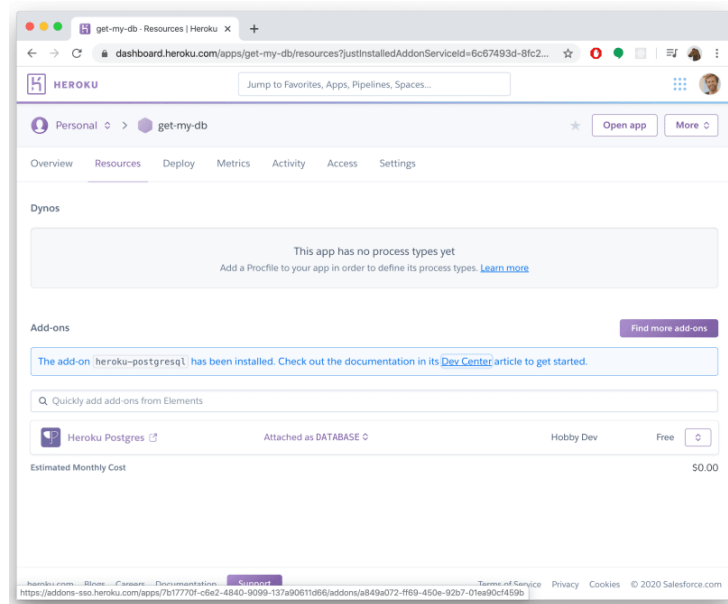 get-my-db · Resources | Heroku
dashboard.heroku.com/apps/get-my-db/resources?justInstalledAddonServiceId=6c67493d-8fc2...
HEROKU
Jump to Favorites, Apps, Pipelines, Spaces...
Personal > get-my-db
Open app
More
Overview Resources Deploy Metrics Activity Access Settings
Dynos
This app has no process types yet
Add a Procfile to your app in order to define its process types. Learn more
Add-ons
Find more add-ons
The add-on heroku-postgresql has been installed. Check out the documentation in its Dev Center article to get started.
Quickly add add-ons from Elements
Heroku Postgres Attached as DATABASE Hobby Dev Free
Estimated Monthly Cost $0.00
heroku.com Blogs Careers Documentation Support Terms of Service Privacy Cookies © 2020 Salesforce.com
https://addons-sso.heroku.com/apps/7b17770f-c6e2-4840-9099-137a90611d66/addons/a849a072-ff69-450e-92b7-01ea90cf459b